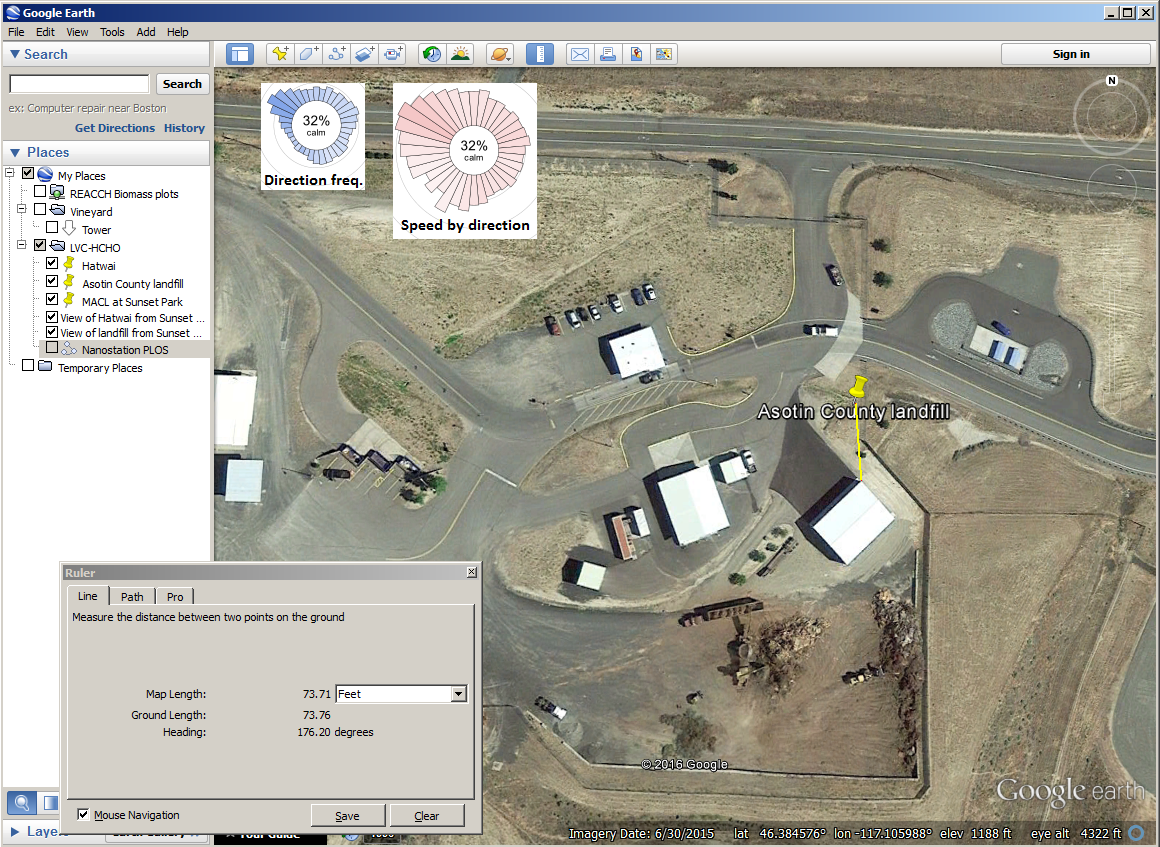 Google Earth
File Edit View Tools Add Help
Search
Search
ex: Computer repair near Boston
Get Directions History
Places
My Places
REACCH Biomass plots
Vineyard
Tower
LVC-HCHO
Hatwai
Asotin County landfill
MACL at Sunset Park
View of Hatwai from Sunset ...
View of landfill from Sunset ...
Nanostation PLOS
Temporary Places
Sign in
N
32%
calm
Direction freq.
32%
calm
Speed by direction
Asotin County landfill
Ruler
Line Path Pro
Measure the distance between two points on the ground
Map Length: 73.71 Feet
Ground Length: 73.76
Heading: 176.20 degrees
Mouse Navigation Save Clear
© 2016 Google
Google earth
Imagery Date: 6/30/2015 lat 46.384576° lon -117.105988° elev 1188 ft eye alt 4322 ft